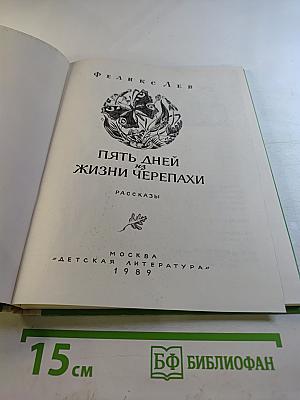 Феликс Лев
ПЯТЬ ДНЕЙ
из
ЖИЗНИ ЧЕРЕПАХИ
РАССКАЗЫ
МОСКВА
«ДЕТСКАЯ ЛИТЕРАТУРА»
1989
15 см
БФ БИБЛИОФАН